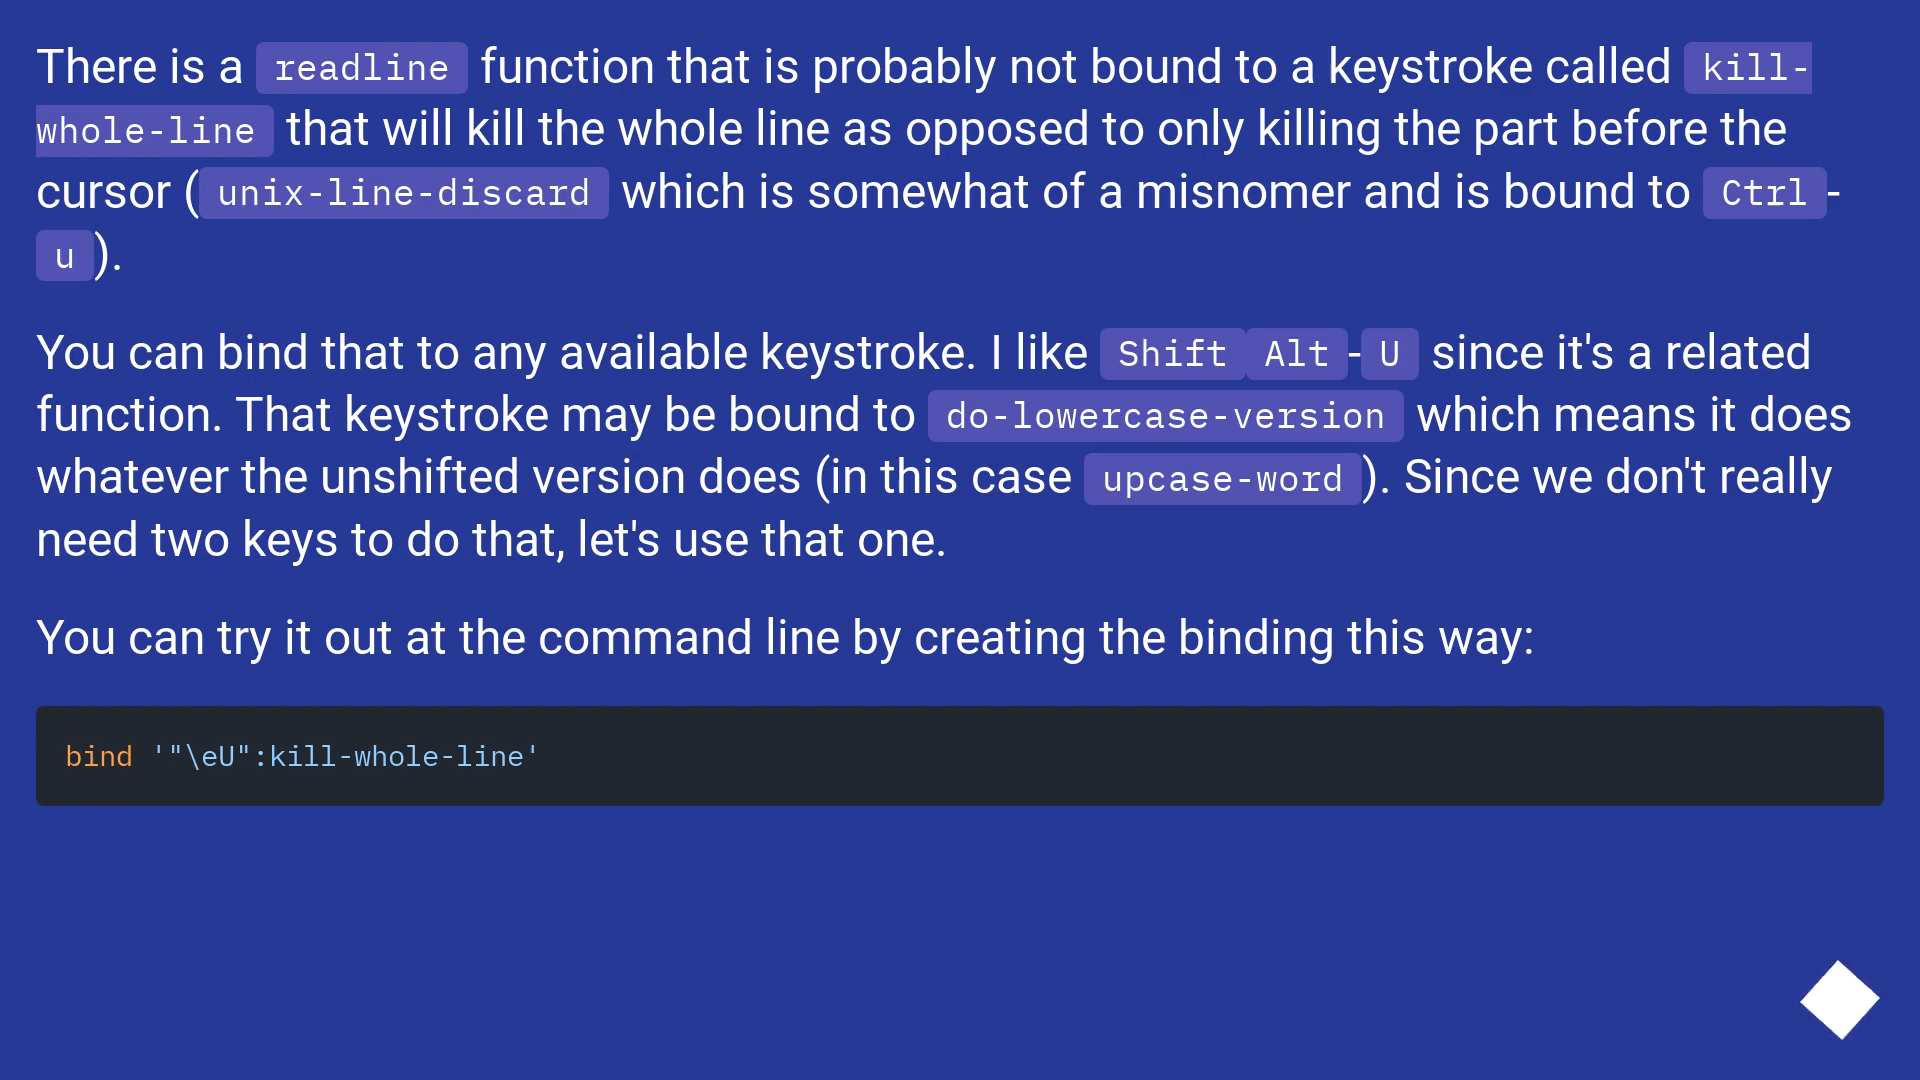 There is a readline function that is probably not bound to a keystroke called kill-
whole-line that will kill the whole line as opposed to only killing the part before the
cursor (unix-line-discard which is somewhat of a misnomer and is bound to Ctrl-
u).
You can bind that to any available keystroke. I like Shift Alt-U since it's a related
function. That keystroke may be bound to do-lowercase-version which means it does
whatever the unshifted version does (in this case upcase-word). Since we don't really
need two keys to do that, let's use that one.
You can try it out at the command line by creating the binding this way:
bind '"\eU":kill-whole-line'